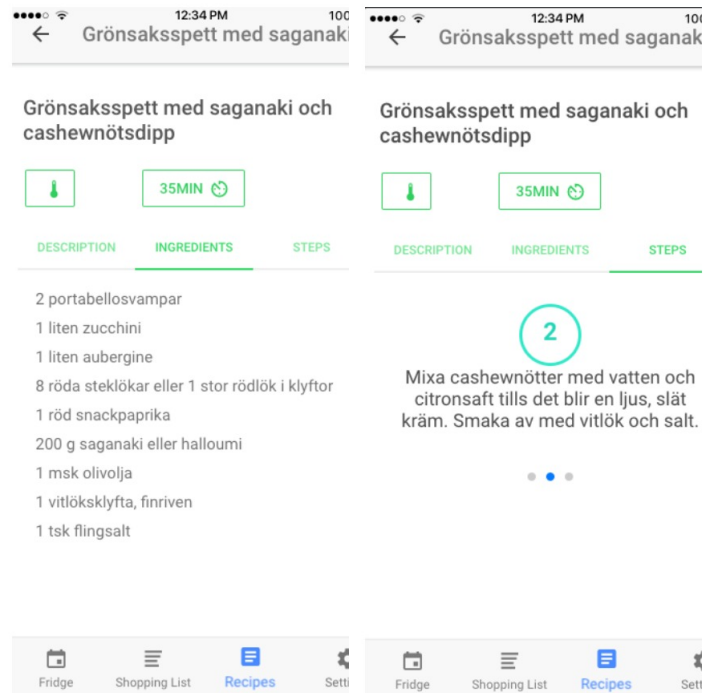 12:34 PM
100
Grönsaksspett med saganaki
Grönsaksspett med saganaki och
cashewnötsdipp
35MIN
DESCRIPTION INGREDIENTS STEPS
2 portabellosvampar
1 liten zucchini
1 liten aubergine
8 röda steklökar eller 1 stor rödlök i klyftor
1 röd snackpaprika
200 g saganaki eller halloumi
1 msk olivolja
1 vitlöksklyfta, finriven
1 tsk flingsalt
Fridge Shopping List Recipes Setti
12:34 PM
100
Grönsaksspett med saganak
Grönsaksspett med saganaki och
cashewnötsdipp
35MIN
DESCRIPTION INGREDIENTS STEPS
2
Mixa cashewnötter med vatten och
citronsaft tills det blir en ljus, slät
kräm. Smaka av med vitlök och salt.
Fridge Shopping List Recipes Sett